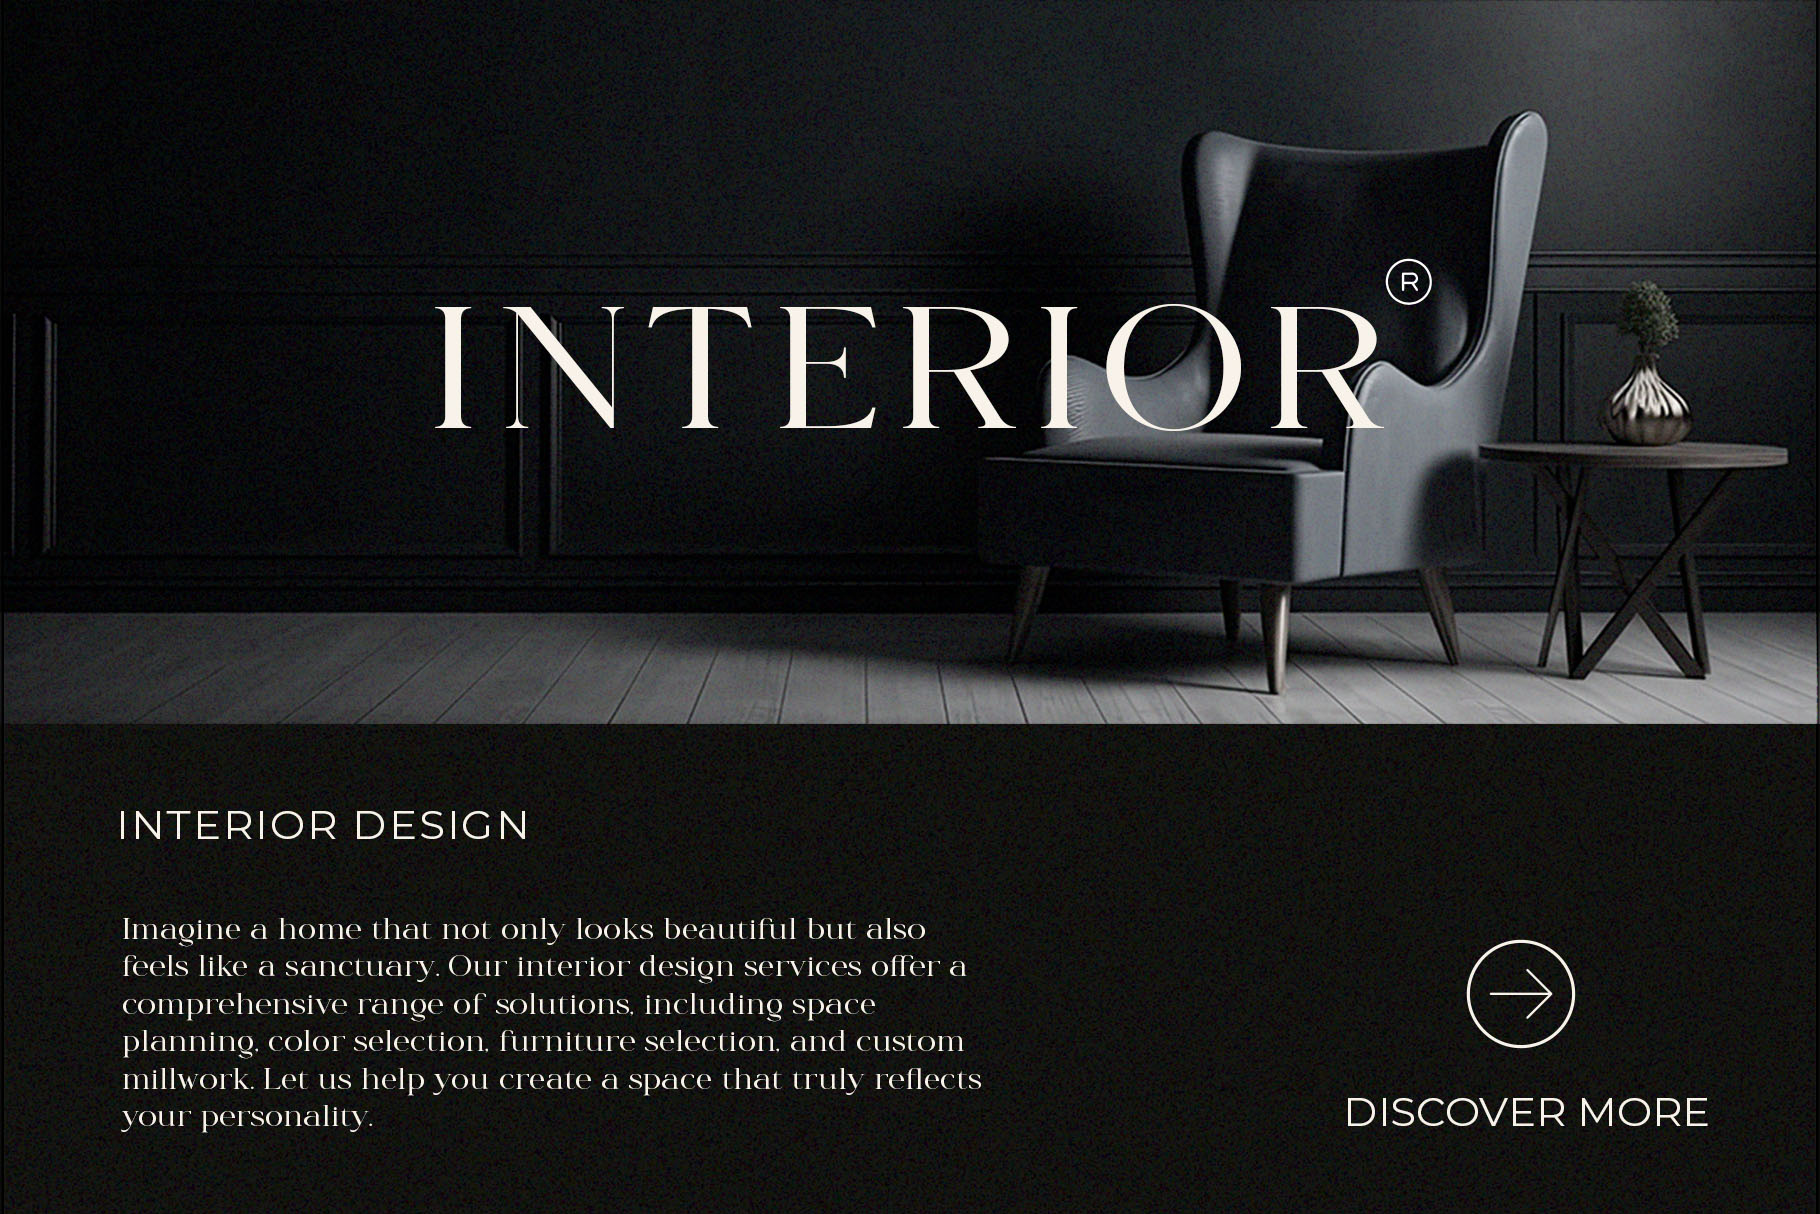 INTERIOR®
INTERIOR DESIGN
Imagine a home that not only looks beautiful but also
feels like a sanctuary. Our interior design services offer a
comprehensive range of solutions, including space
planning, color selection, furniture selection, and custom
millwork. Let us help you create a space that truly reflects
your personality.
DISCOVER MORE